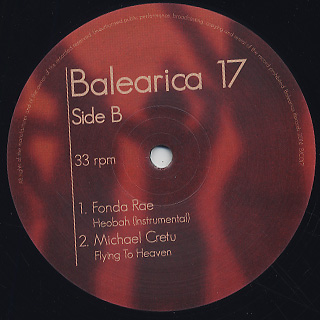 Balearica 17
Side B
33 rpm
1. Fonda Rae
Heobah (Instrumental)
2. Michael Cretu
Flying To Heaven